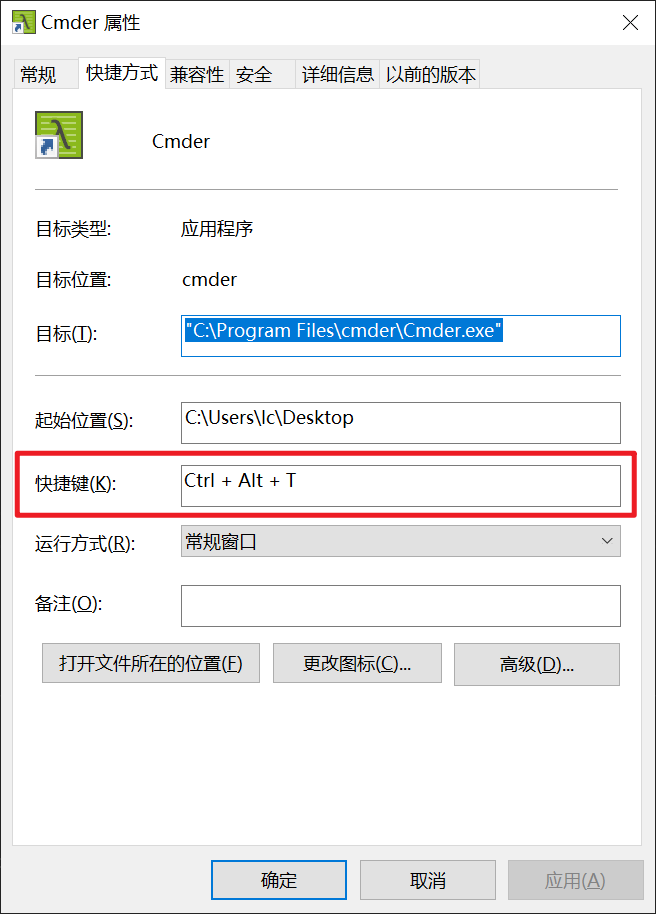 Cmder 属性
常规 快捷方式 兼容性 安全 详细信息 以前的版本
Cmder
目标类型: 应用程序
目标位置: cmder
目标(T): "C:\Program Files\cmder\Cmder.exe"
起始位置(S): C:\Users\lc\Desktop
快捷键(K): Ctrl + Alt + T
运行方式(R): 常规窗口
备注(O):
打开文件所在的位置(F) 更改图标(C)... 高级(D)...
确定 取消 应用(A)